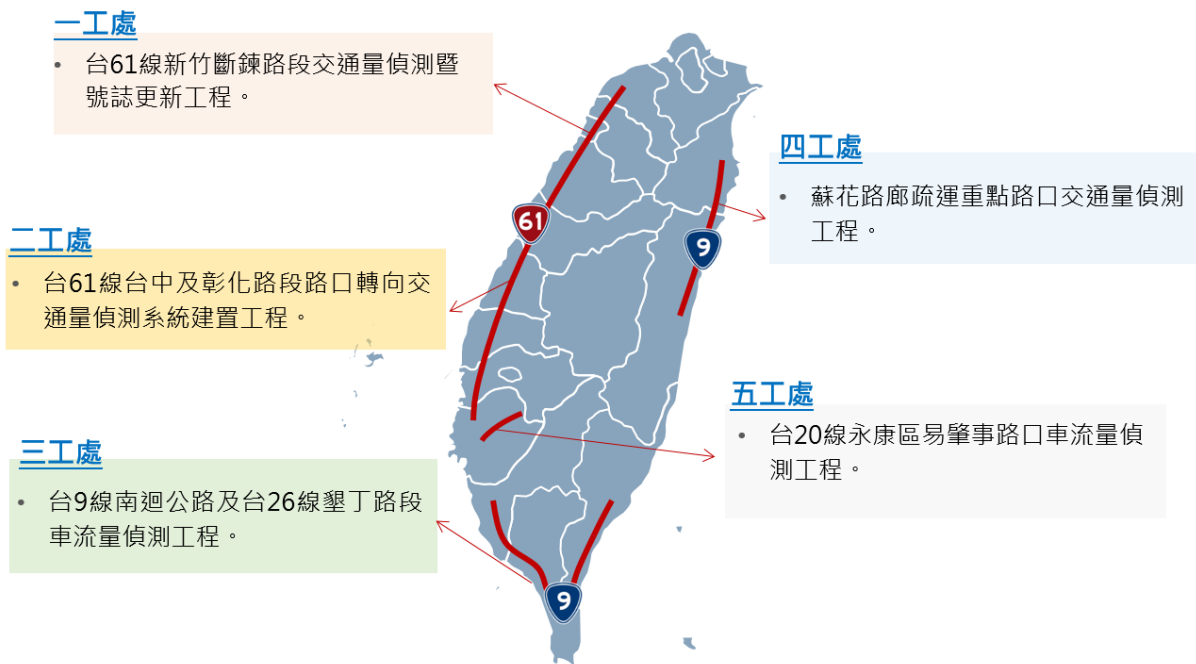 一工處
• 台61線新竹斷鍊路段交通量偵測暨
號誌更新工程。
四工處
• 蘇花路廊疏運重點路口交通量偵測
工程。
61
9
二工處
• 台61線台中及彰化路段路口轉向交
通量偵測系統建置工程。
五工處
• 台20線永康區易肇事路口車流量偵
測工程。
三工處
• 台9線南迴公路及台26線墾丁路段
車流量偵測工程。
9